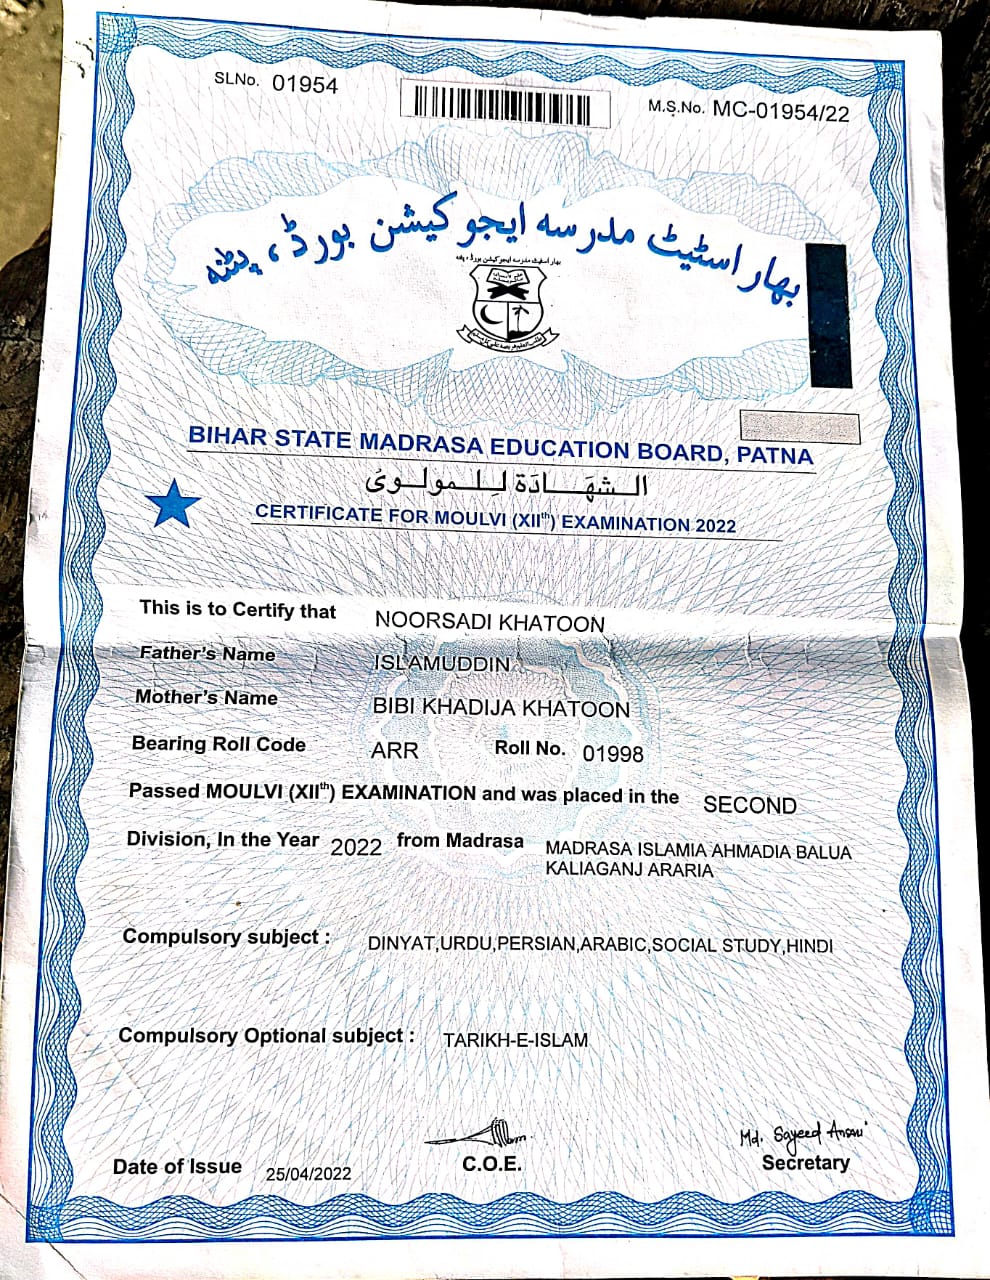 SLNo. 01954
M.S.No. MC-01954/22
بہار اسٹیٹ مدرسہ ایجوکیشن بورڈ، پٹنہ
بہار اسٹیٹ مدرسہ ایجوکیشن بورڈ، پٹنہ
BIHAR STATE MADRASA EDUCATION BOARD, PATNA
الشهادة للمولوى
CERTIFICATE FOR MOULVI (XIIth) EXAMINATION 2022
This is to Certify that NOORSADI KHATOON
Father's Name ISLAMUDDIN
Mother's Name BIBI KHADIJA KHATOON
Bearing Roll Code ARR Roll No. 01998
Passed MOULVI (XIIth) EXAMINATION and was placed in the SECOND
Division, In the Year 2022 from Madrasa MADRASA ISLAMIA AHMADIA BALUA
KALIAGANJ ARARIA
Compulsory subject : DINYAT,URDU,PERSIAN,ARABIC,SOCIAL STUDY,HINDI
Compulsory Optional subject : TARIKH-E-ISLAM
Md. Sayeed Ansari
Date of Issue 25/04/2022 C.O.E. Secretary